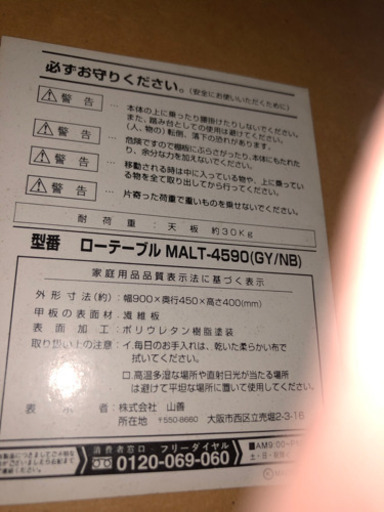 必ずお守りください。(安全にお使いいただくために)
警告 … 本体の上に乗ったり腰掛けたりしないでください。
また、踏み台としての使用は避けてください。
(人、物の)転倒、落下の恐れがあります。
警告 … 危険ですので棚板にぶらさがったり、本体にもたれたり、
余分な力を加えないでください。
警告 … 移動される時は中に入っている物や、上に乗っている
物を全て取り出してから行ってください。
警告 … 片寄った荷重で重いものを乗せないでください。
耐荷重:天板 約30Kg
型番 ローテーブル MALT-4590(GY/NB)
家庭用品品質表示法に基づく表示
外形寸法(約):幅900×奥行450×高さ400(mm)
甲板の表面材:繊維板
表面加工:ポリウレタン樹脂塗装
取り扱い上の注意:イ.毎日のお手入れは、乾いた柔らかい布で
拭いてください。
ロ.高温多湿な場所や直射日光が当たる場所
は避けて平坦な場所に置いて使用してください。
表示者:株式会社 山善
所在地 〒550-8660 大阪市西区立売堀2-3-16
消費者窓口・フリーダイヤル
0120-069-060